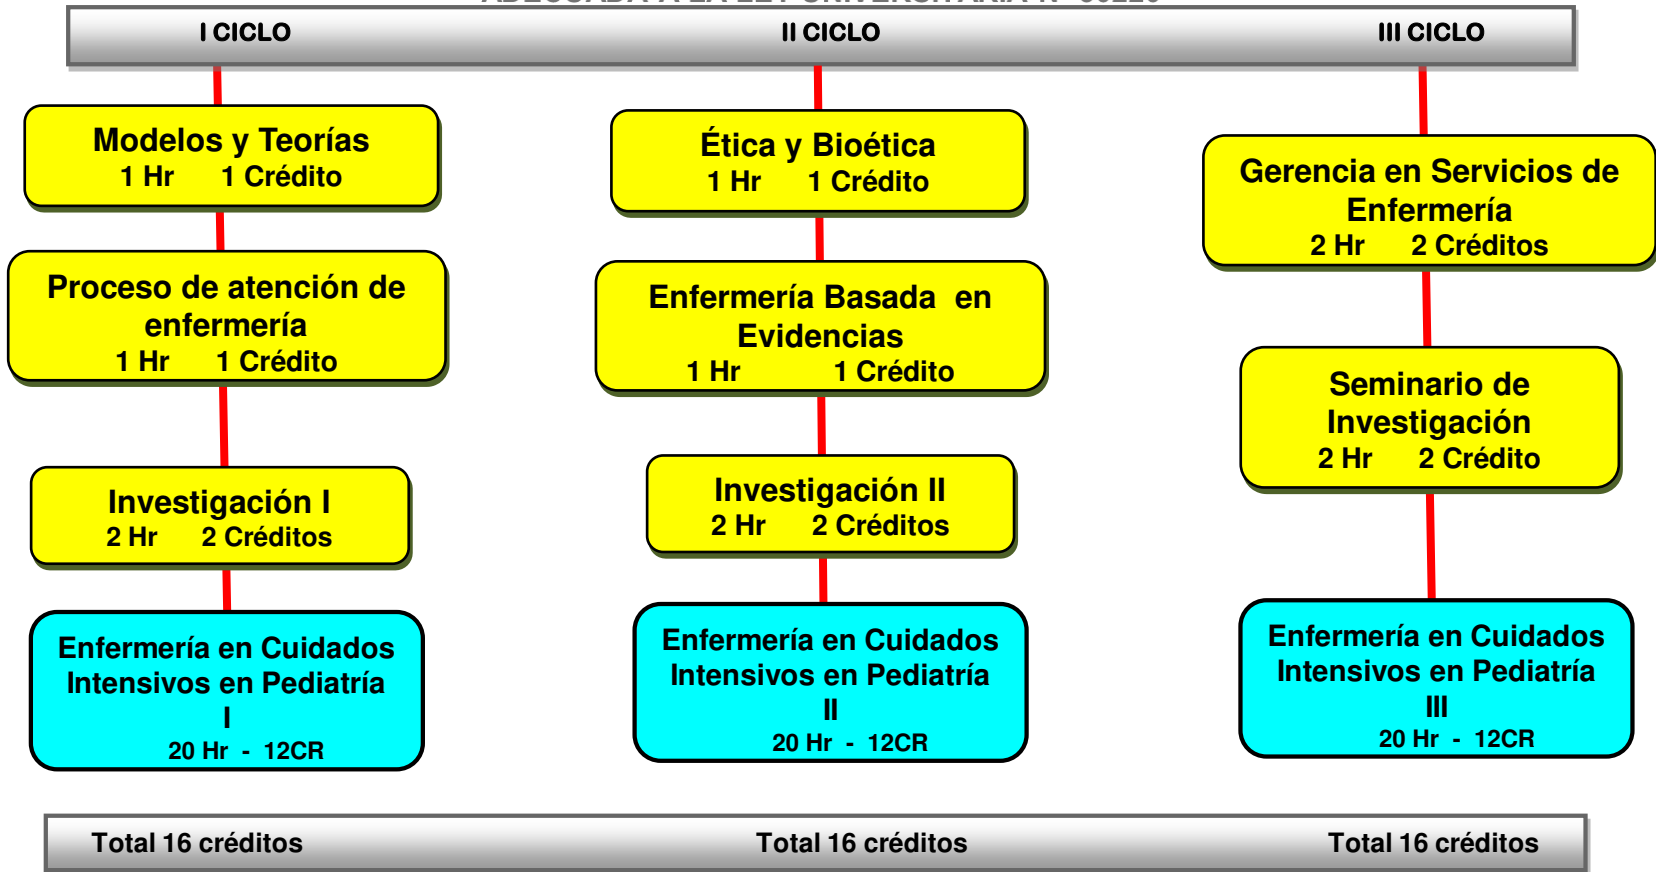 ADECUADA A LA LEY UNIVERSITARIA N° 30220
I CICLO
II CICLO
III CICLO
Modelos y Teorías
1 Hr 1 Crédito
Proceso de atención de
enfermería
1 Hr 1 Crédito
Investigación I
2 Hr 2 Créditos
Enfermería en Cuidados
Intensivos en Pediatría
I
20 Hr - 12CR
Ética y Bioética
1 Hr 1 Crédito
Enfermería Basada en
Evidencias
1 Hr 1 Crédito
Investigación II
2 Hr 2 Créditos
Enfermería en Cuidados
Intensivos en Pediatría
II
20 Hr - 12CR
Gerencia en Servicios de
Enfermería
2 Hr 2 Créditos
Seminario de
Investigación
2 Hr 2 Crédito
Enfermería en Cuidados
Intensivos en Pediatría
III
20 Hr - 12CR
Total 16 créditos
Total 16 créditos
Total 16 créditos